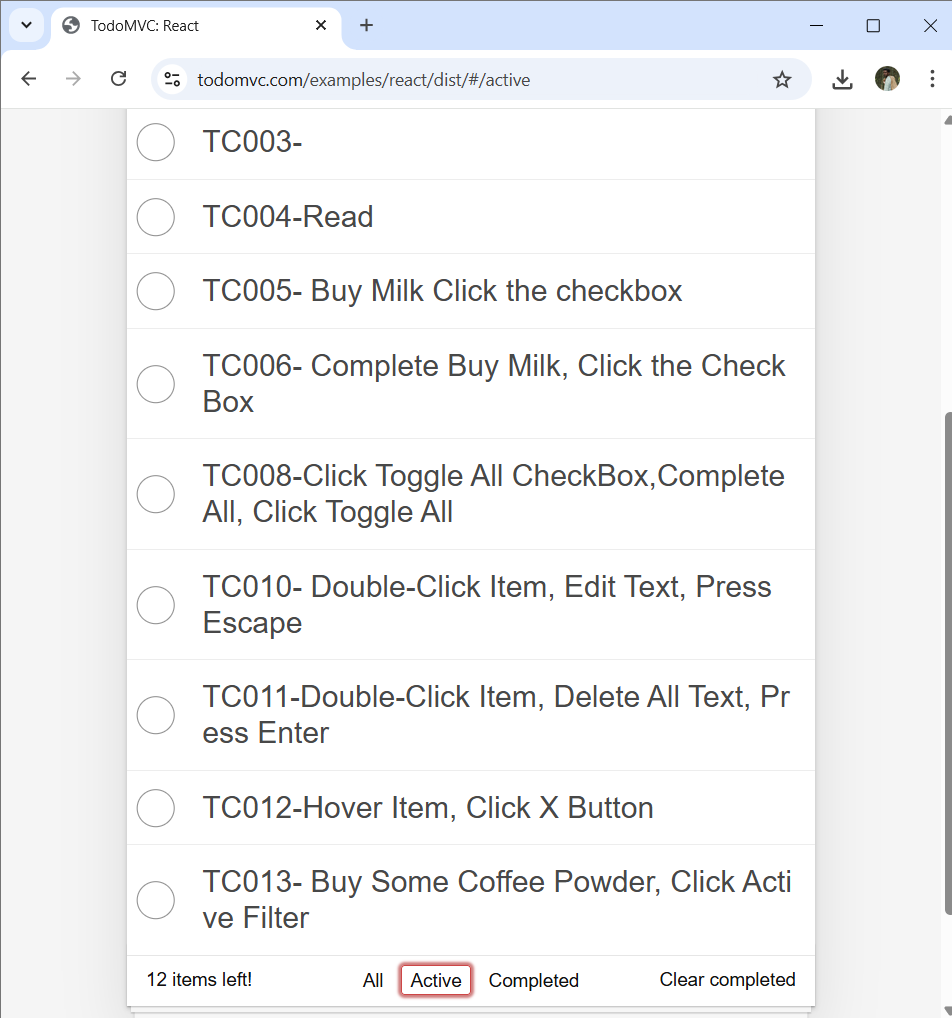 TodoMVC: React
todomvc.com/examples/react/dist/#/active
TC003-
TC004-Read
TC005- Buy Milk Click the checkbox
TC006- Complete Buy Milk, Click the Check
Box
TC008-Click Toggle All CheckBox,Complete
All, Click Toggle All
TC010- Double-Click Item, Edit Text, Press
Escape
TC011-Double-Click Item, Delete All Text, Pr
ess Enter
TC012-Hover Item, Click X Button
TC013- Buy Some Coffee Powder, Click Acti
ve Filter
12 items left! All Active Completed Clear completed